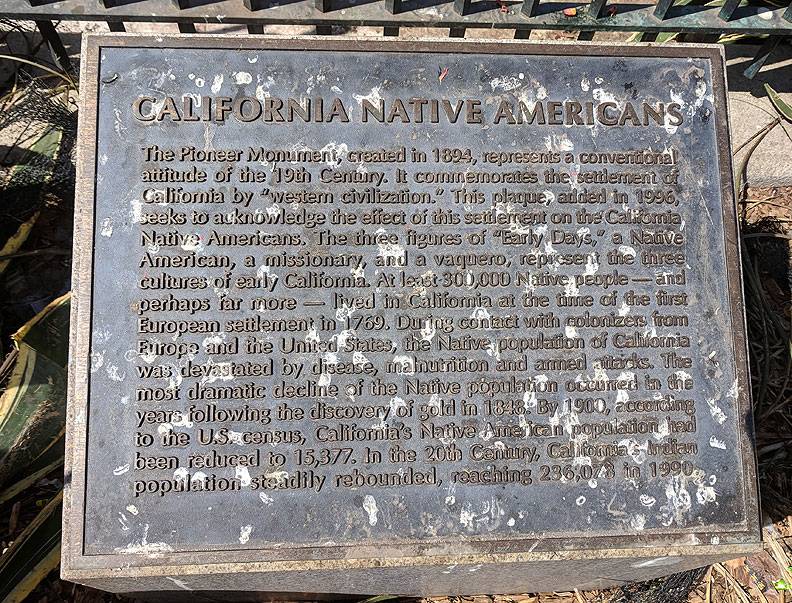 CALIFORNIA NATIVE AMERICANS
The Pioneer Monument, created in 1894, represents a conventional
attitude of the 19th Century. It commemorates the settlement of
California by "western civilization." This plaque, added in 1996,
seeks to acknowledge the effect of this settlement on the California
Native Americans. The three figures of "Early Days," a Native
American, a missionary, and a vaquero, represent the three
cultures of early California. At least 300,000 Native people — and
perhaps far more — lived in California at the time of the first
European settlement in 1769. During contact with colonizers from
Europe and the United States, the Native population of California
was devastated by disease, malnutrition and armed attacks. The
most dramatic decline of the Native population occurred in the
years following the discovery of gold in 1848. By 1900, according
to the U.S. census, California's Native American population had
been reduced to 15,377. In the 20th Century, California's Indian
population steadily rebounded, reaching 236,078 in 1990.